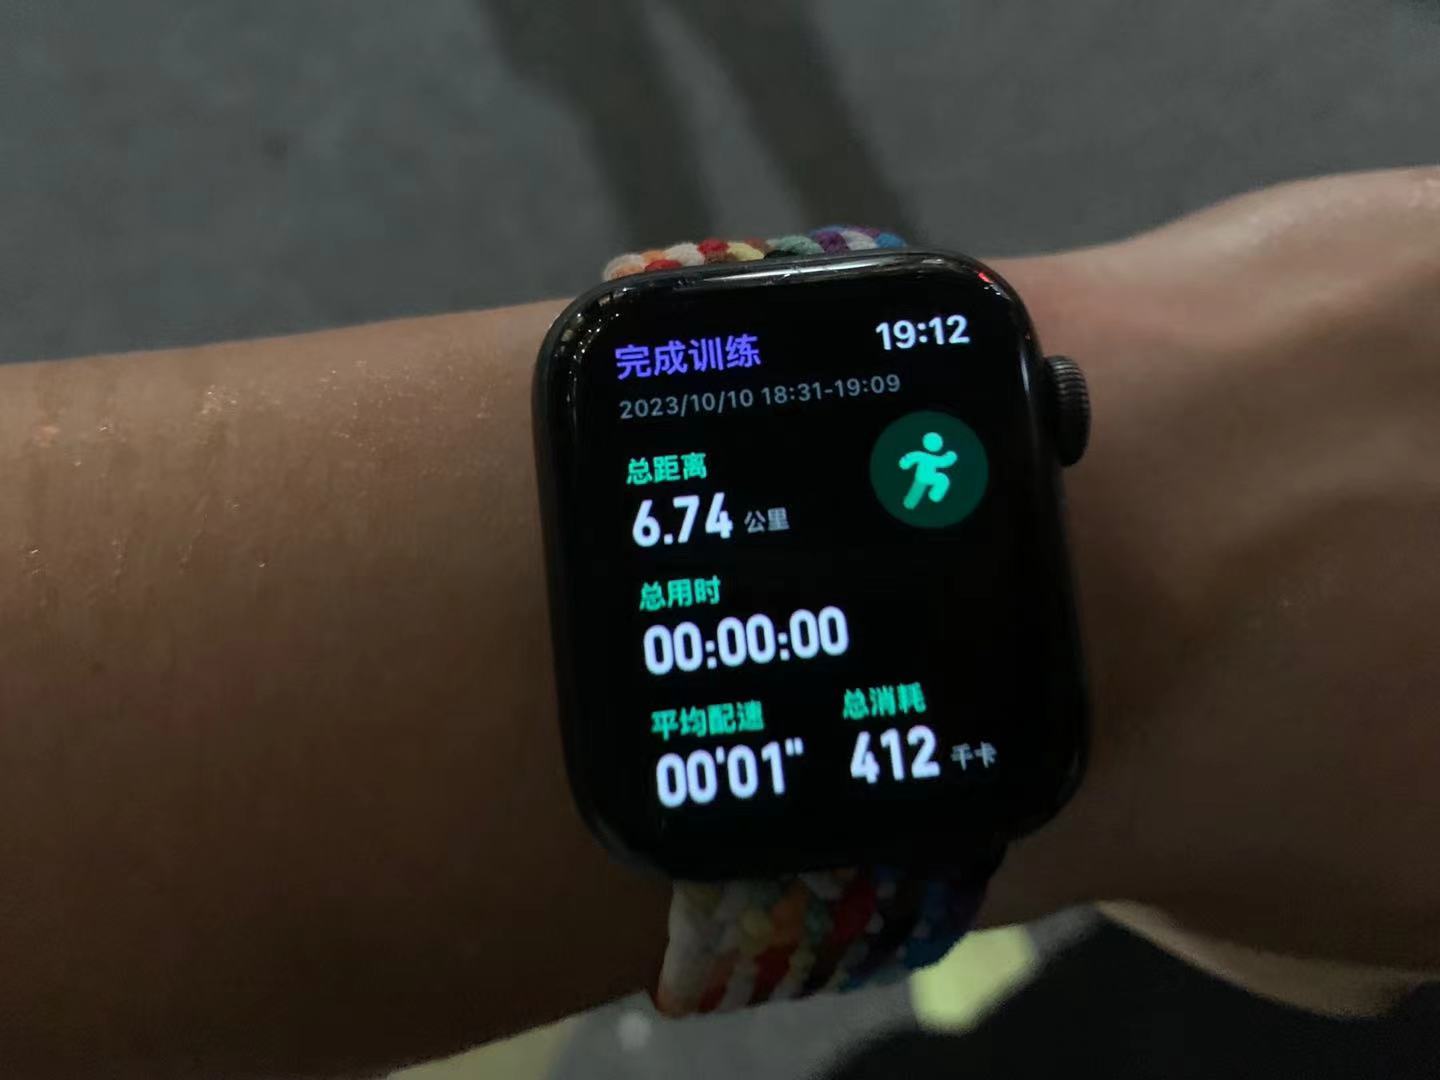 完成训练
19:12
2023/10/10 18:31-19:09
总距离
6.74 公里
总用时
00:00:00
平均配速
00'01"
总消耗
412 千卡